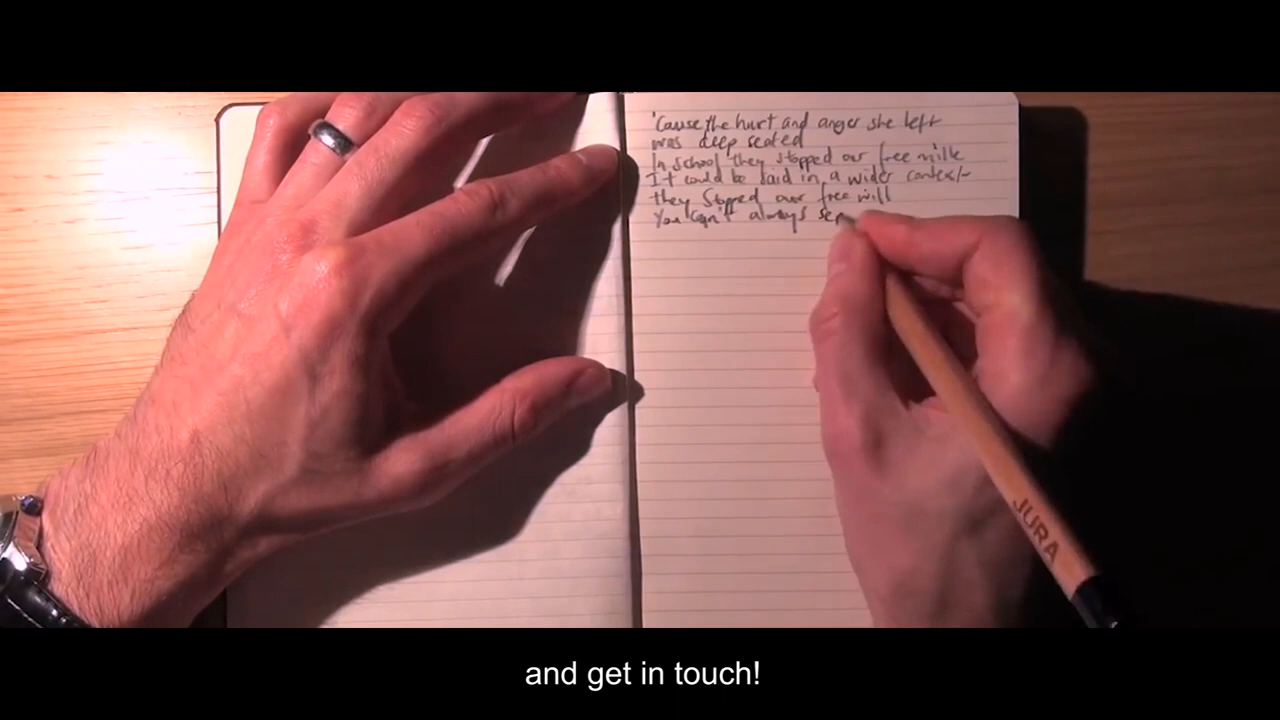 'Cause the hurt and anger she left
was deep seated
In school they stopped our free milk
It could be said in a wider context
they stopped our free will
You can't always
JURA
and get in touch!